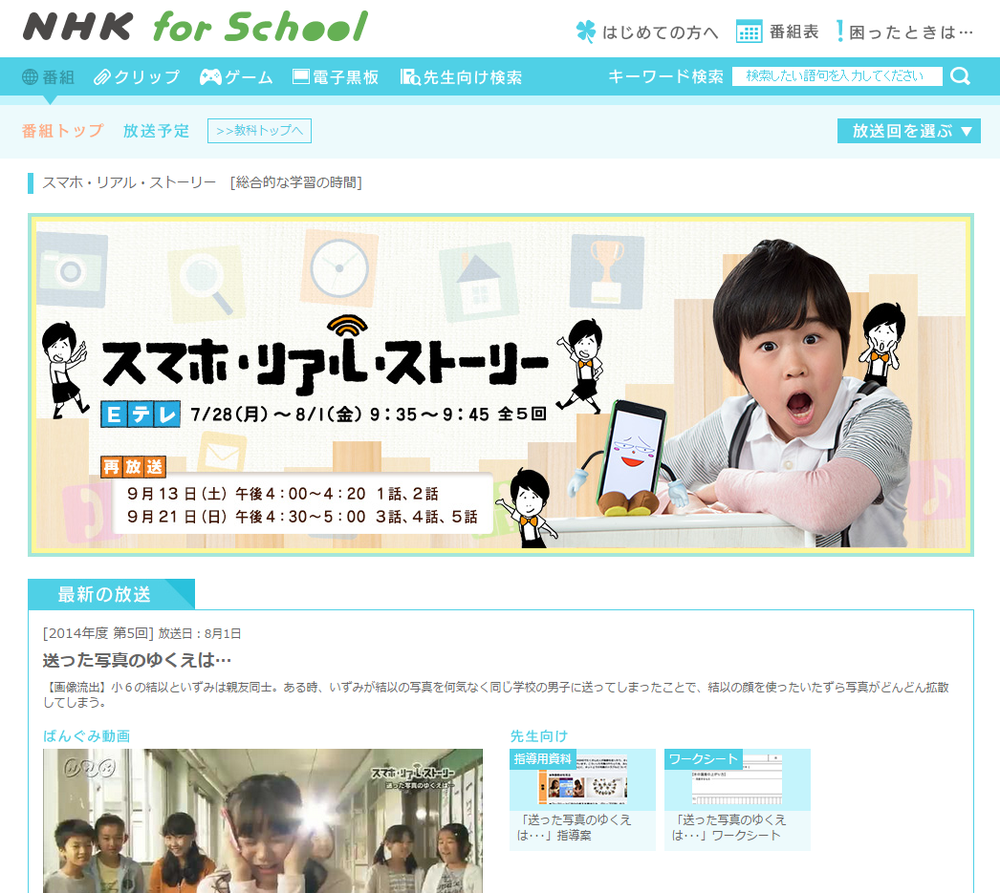 NHK for School
はじめての方へ 番組表 困ったときは…
番組 クリップ ゲーム 電子黒板 先生向け検索 キーワード検索 検索したい語句を入力してください
番組トップ 放送予定 >>教科トップへ 放送回を選ぶ▼
スマホ・リアル・ストーリー [総合的な学習の時間]
スマホ・リアル・ストーリー
Eテレ 7/28(月)～8/1(金) 9:35～9:45 全5回
再放送
9月13日(土) 午後4:00～4:20 1話、2話
9月21日(日) 午後4:30～5:00 3話、4話、5話
最新の放送
[2014年度 第5回] 放送日：8月1日
送った写真のゆくえは…
【画像流出】小６の結以といずみは親友同士。ある時、いずみが結以の写真を何気なく同じ学校の男子に送ってしまったことで、結以の顔を使ったいたずら写真がどんどん拡散
してしまう。
ばんぐみ動画 先生向け
NHK
スマホ・リアル・ストーリー
送った写真のゆくえは…
指導用資料 ワークシート
「送った写真のゆくえ
は･･･」指導案
「送った写真のゆくえ
は･･･」ワークシート